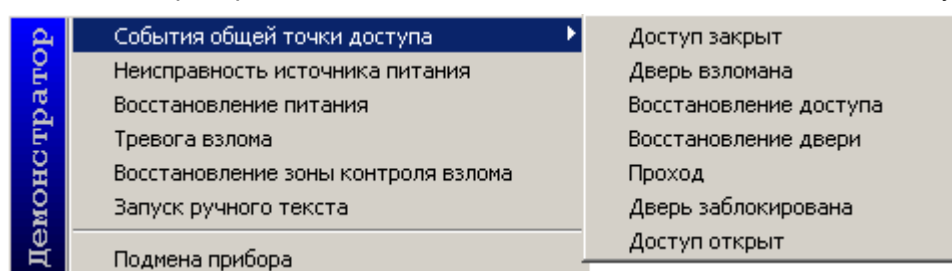 Демонстратор
События общей точки доступа
Неисправность источника питания
Восстановление питания
Тревога взлома
Восстановление зоны контроля взлома
Запуск ручного текста
Подмена прибора
Доступ закрыт
Дверь взломана
Восстановление доступа
Восстановление двери
Проход
Дверь заблокирована
Доступ открыт